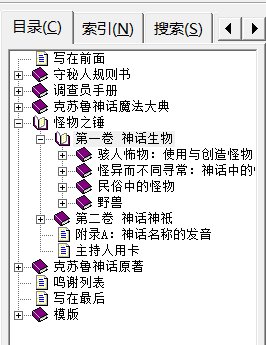 目录(C) 索引(N) 搜索(S)
写在前面
守秘人规则书
调查员手册
克苏鲁神话魔法大典
怪物之锤
第一卷 神话生物
骇人怖物：使用与创造怪物
怪异而不同寻常：神话中的
民俗中的怪物
野兽
第二卷 神话神祇
附录A：神话名称的发音
主持人用卡
克苏鲁神话原著
鸣谢列表
写在最后
模版